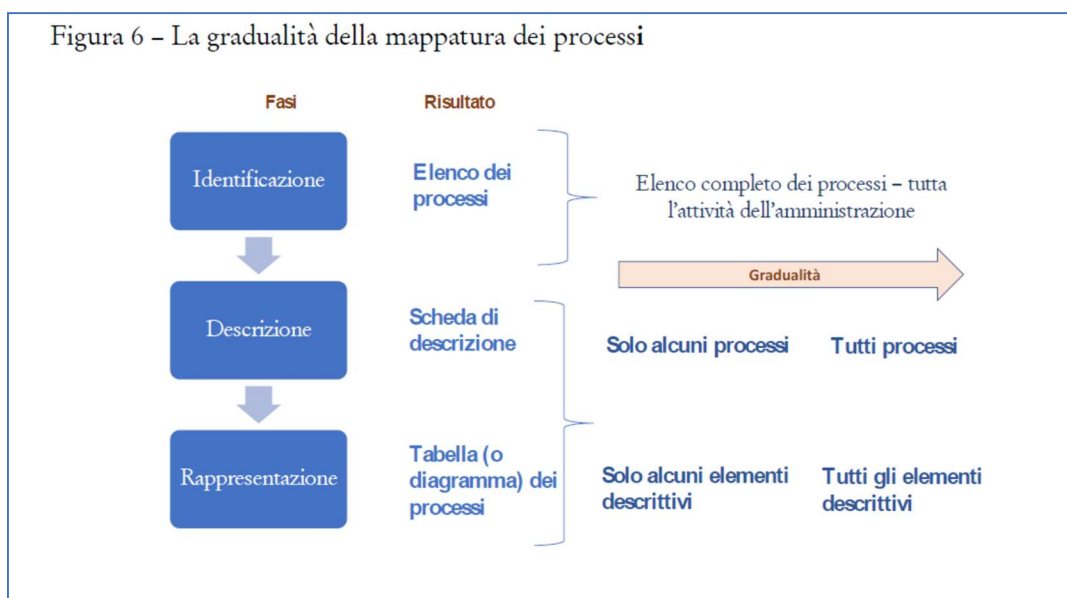 Figura 6 – La gradualità della mappatura dei processi
Fasi
Risultato
Identificazione
Elenco dei
processi
Elenco completo dei processi – tutta
l'attività dell'amministrazione
Gradualità
Descrizione
Scheda di
descrizione
Solo alcuni processi
Tutti processi
Rappresentazione
Tabella (o
diagramma) dei
processi
Solo alcuni elementi
descrittivi
Tutti gli elementi
descrittivi